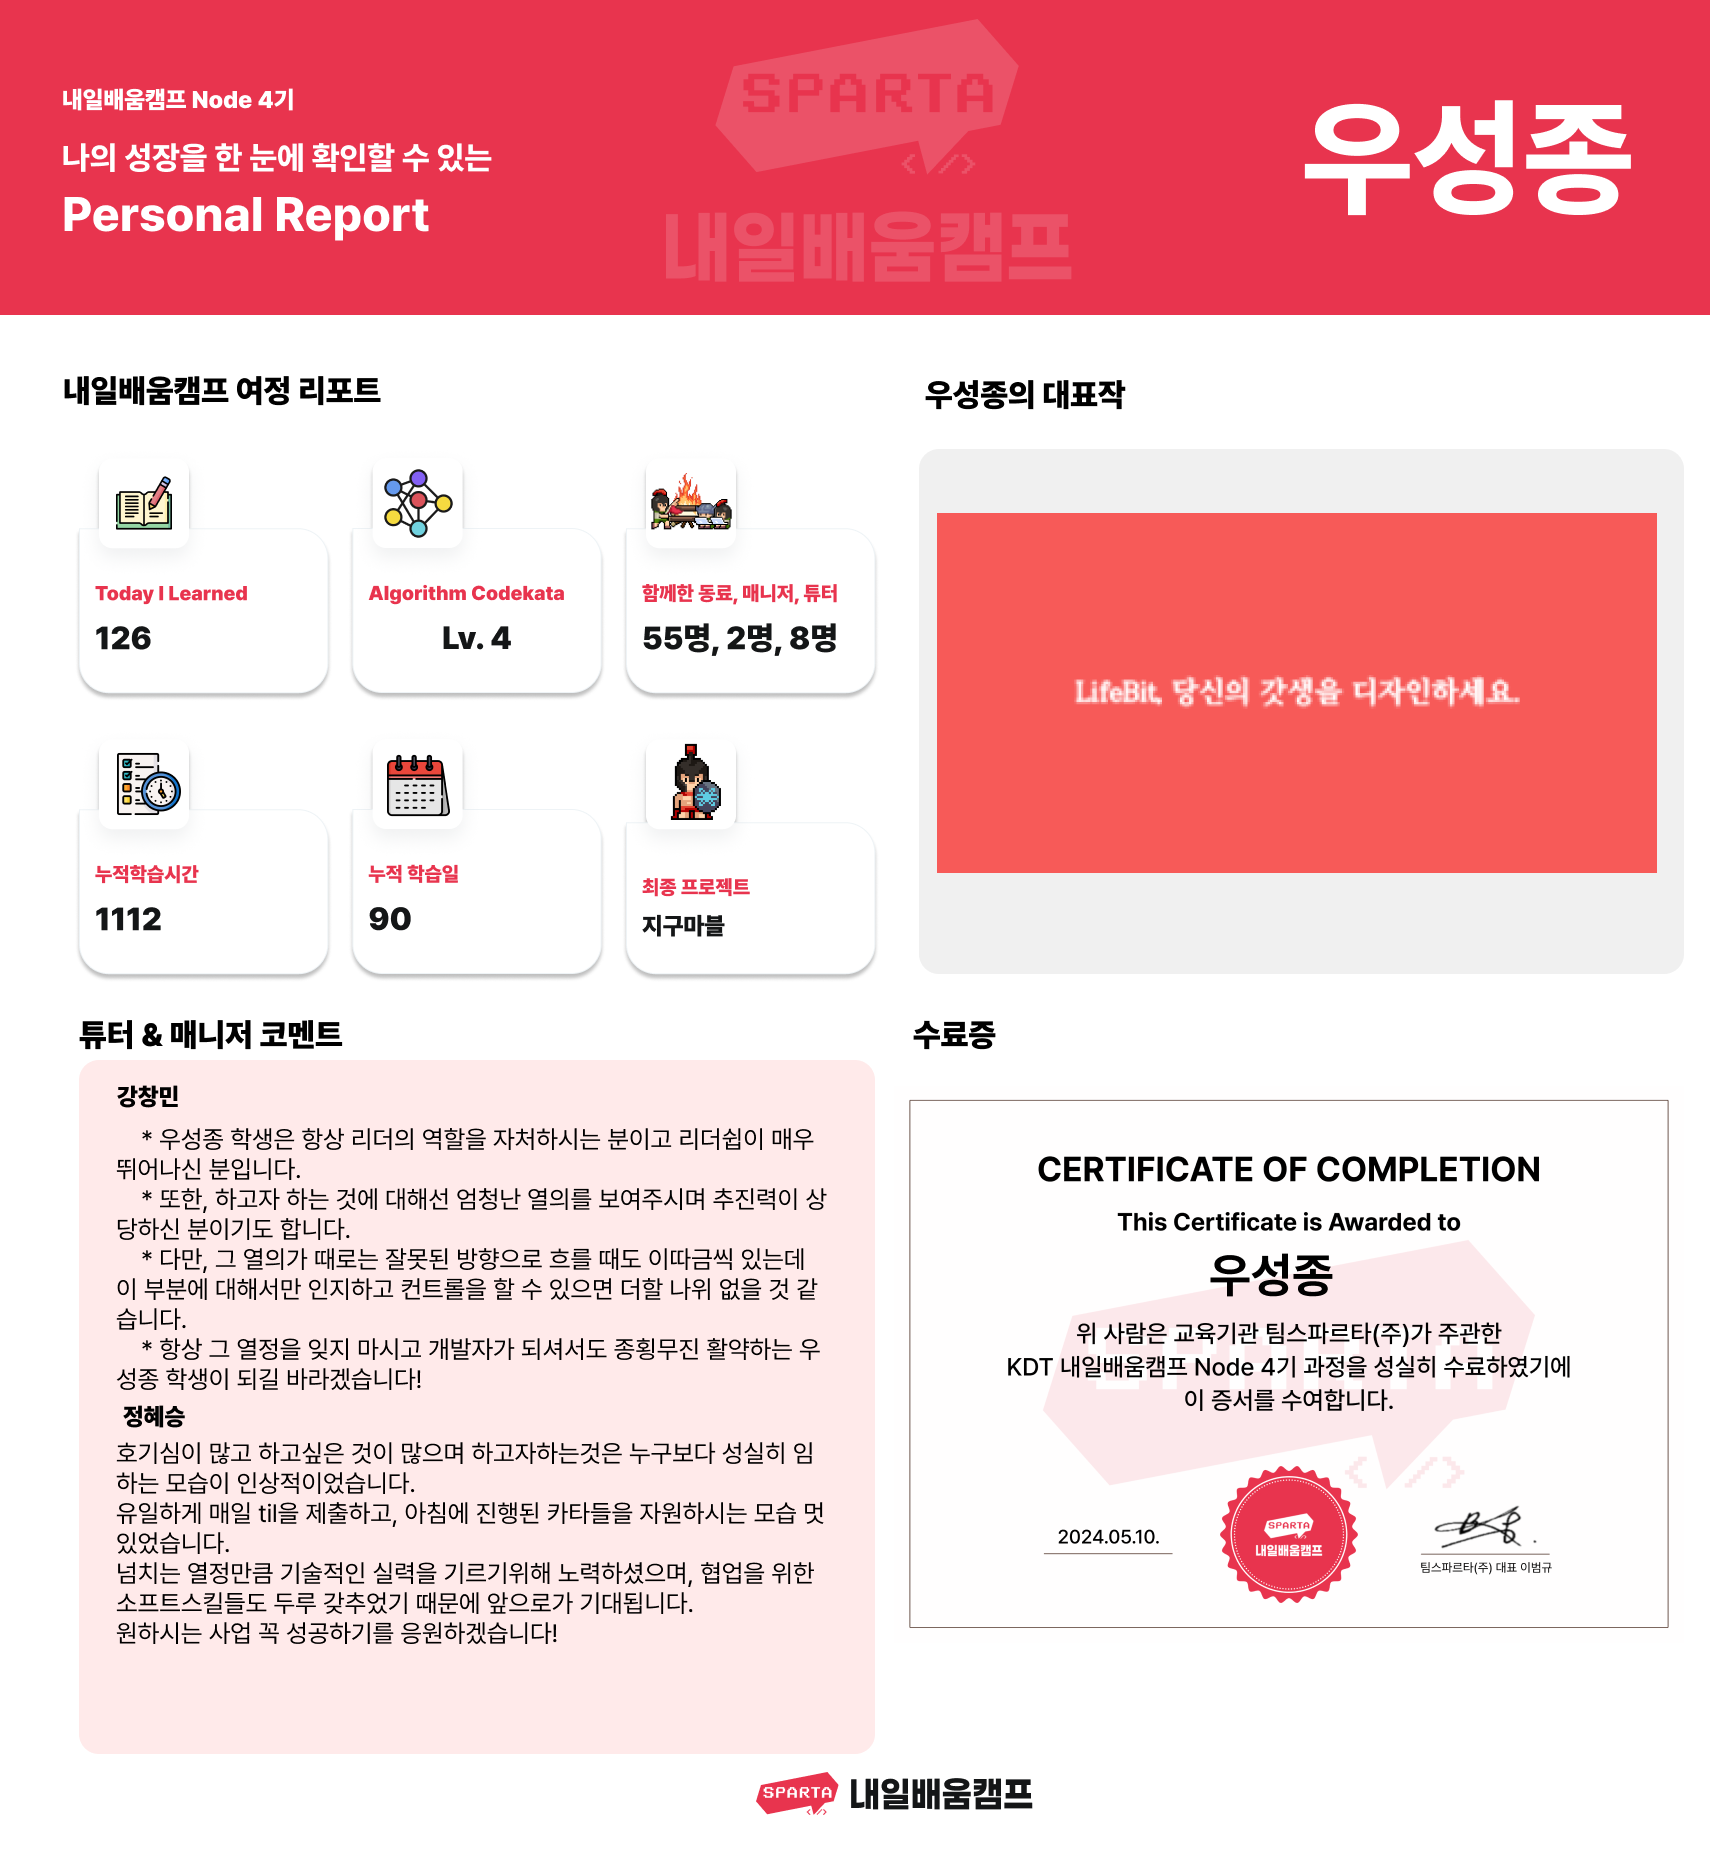 내일배움캠프 Node 4기
나의 성장을 한 눈에 확인할 수 있는
Personal Report
SPARTA
</>
내일배움캠프
우성종
내일배움캠프 여정 리포트
Today I Learned
126
Algorithm Codekata
Lv. 4
함께한 동료, 매니저, 튜터
55명, 2명, 8명
누적학습시간
1112
누적 학습일
90
최종 프로젝트
지구마블
우성종의 대표작
LifeBit, 당신의 갓생을 디자인하세요.
튜터 & 매니저 코멘트
강창민
* 우성종 학생은 항상 리더의 역할을 자처하시는 분이고 리더쉽이 매우
뛰어나신 분입니다.
* 또한, 하고자 하는 것에 대해선 엄청난 열의를 보여주시며 추진력이 상
당하신 분이기도 합니다.
* 다만, 그 열의가 때로는 잘못된 방향으로 흐를 때도 이따금씩 있는데
이 부분에 대해서만 인지하고 컨트롤을 할 수 있으면 더할 나위 없을 것 같
습니다.
* 항상 그 열정을 잊지 마시고 개발자가 되셔서도 종횡무진 활약하는 우
성종 학생이 되길 바라겠습니다!
정혜승
호기심이 많고 하고싶은 것이 많으며 하고자하는것은 누구보다 성실히 임
하는 모습이 인상적이었습니다.
유일하게 매일 til을 제출하고, 아침에 진행된 카타들을 자원하시는 모습 멋
있었습니다.
넘치는 열정만큼 기술적인 실력을 기르기위해 노력하셨으며, 협업을 위한
소프트스킬들도 두루 갖추었기 때문에 앞으로가 기대됩니다.
원하시는 사업 꼭 성공하기를 응원하겠습니다!
수료증
CERTIFICATE OF COMPLETION
This Certificate is Awarded to
우성종
위 사람은 교육기관 팀스파르타(주)가 주관한
KDT 내일배움캠프 Node 4기 과정을 성실히 수료하였기에
이 증서를 수여합니다.
SPARTA
</>
2024.05.10.
SPARTA
내일배움캠프
팀스파르타(주) 대표 이범규
SPARTA
</>
내일배움캠프